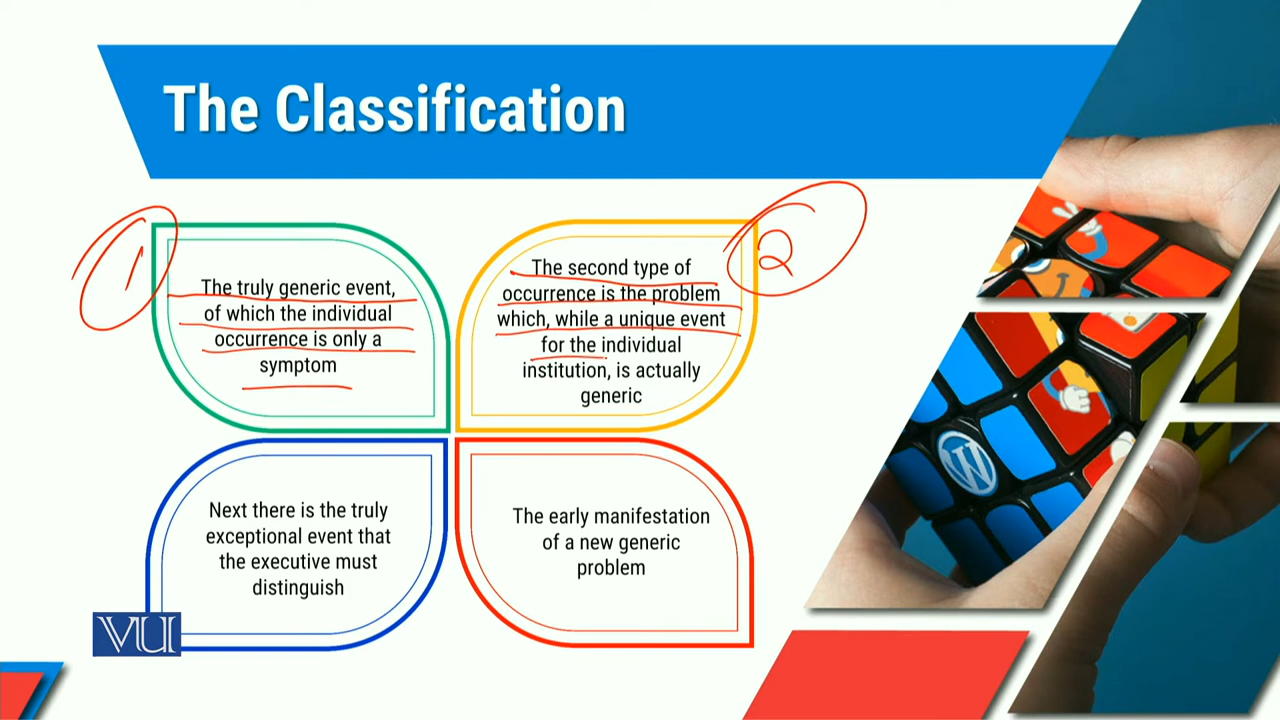 The Classification
1
The truly generic event,
of which the individual
occurrence is only a
symptom
2
The second type of
occurrence is the problem
which, while a unique event
for the individual
institution, is actually
generic
Next there is the truly
exceptional event that
the executive must
distinguish
The early manifestation
of a new generic
problem
VU
W